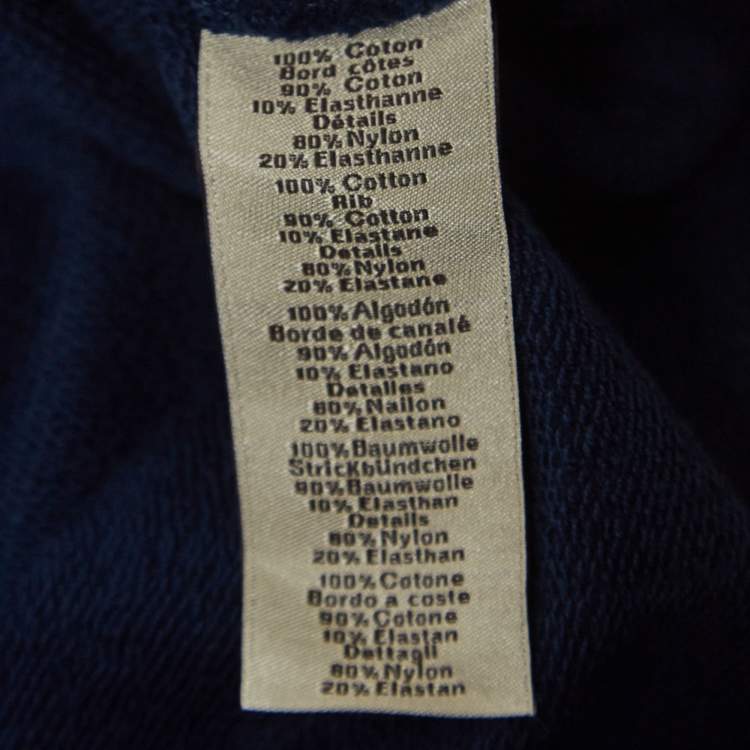 100% Coton
Bord côtes
90% Coton
10% Elasthanne
Détails
80% Nylon
20% Elasthanne
100% Cotton
Rib
90% Cotton
10% Elastane
Details
80% Nylon
20% Elastane
100% Algodón
Borde de canalé
90% Algodón
10% Elastano
Detalles
80% Nailon
20% Elastano
100% Baumwolle
Strickbündchen
90% Baumwolle
10% Elasthan
Details
80% Nylon
20% Elasthan
100% Cotone
Bordo a coste
90% Cotone
10% Elastan
Dettagli
80% Nylon
20% Elastan